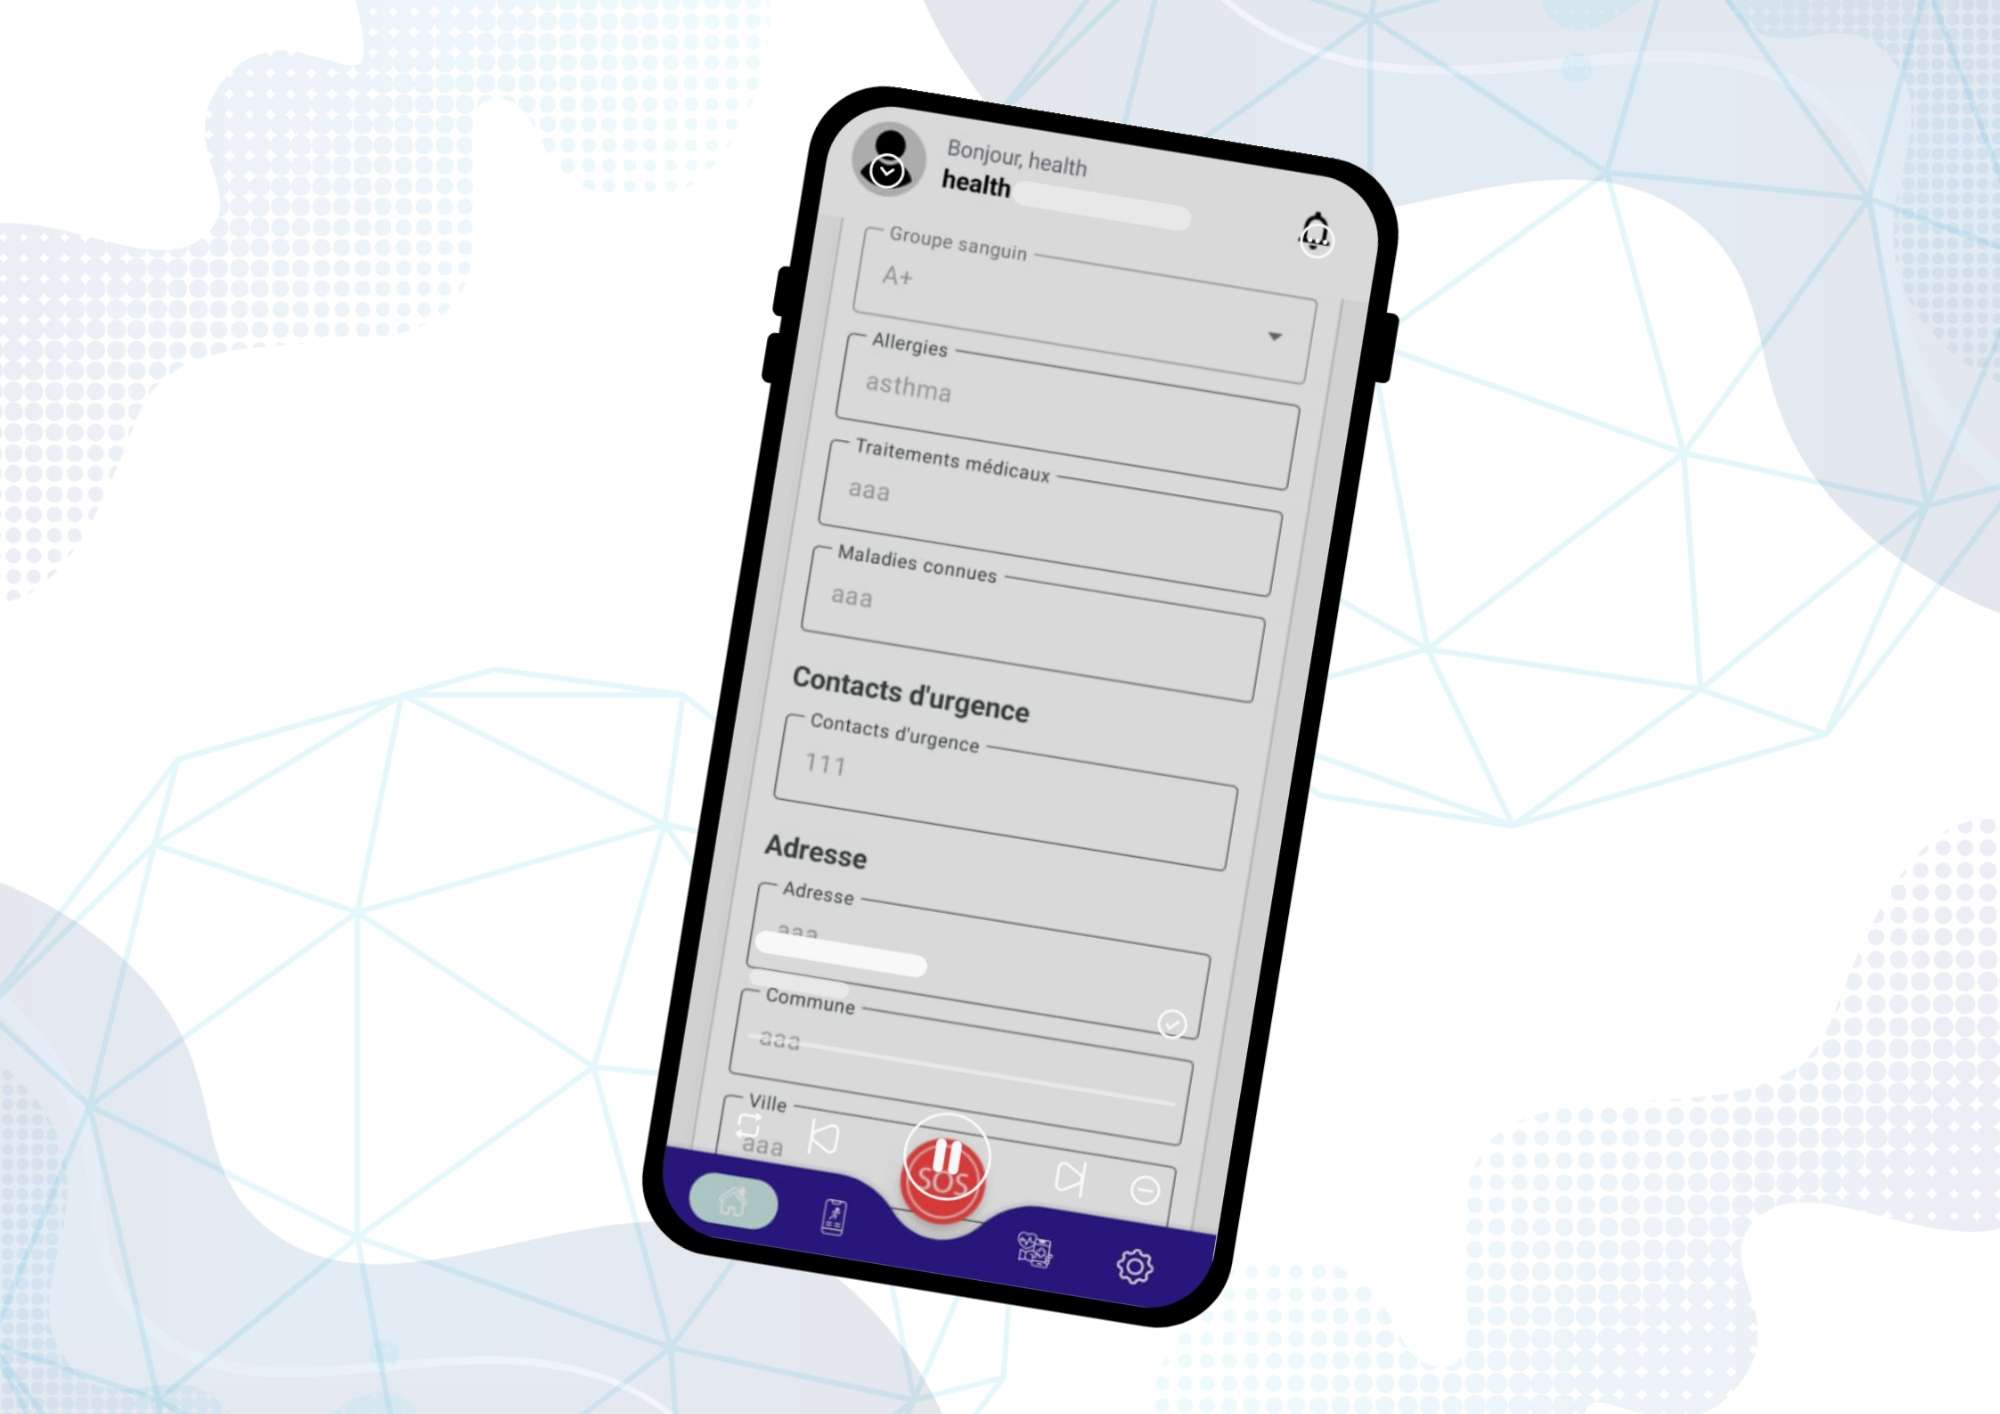 Bonjour, health
health
Groupe sanguin
A+
Allergies
asthma
Traitements médicaux
aaa
Maladies connues
aaa
Contacts d'urgence
Contacts d'urgence
111
Adresse
Adresse
aaa
Commune
aaa
Ville
aaa
SOS